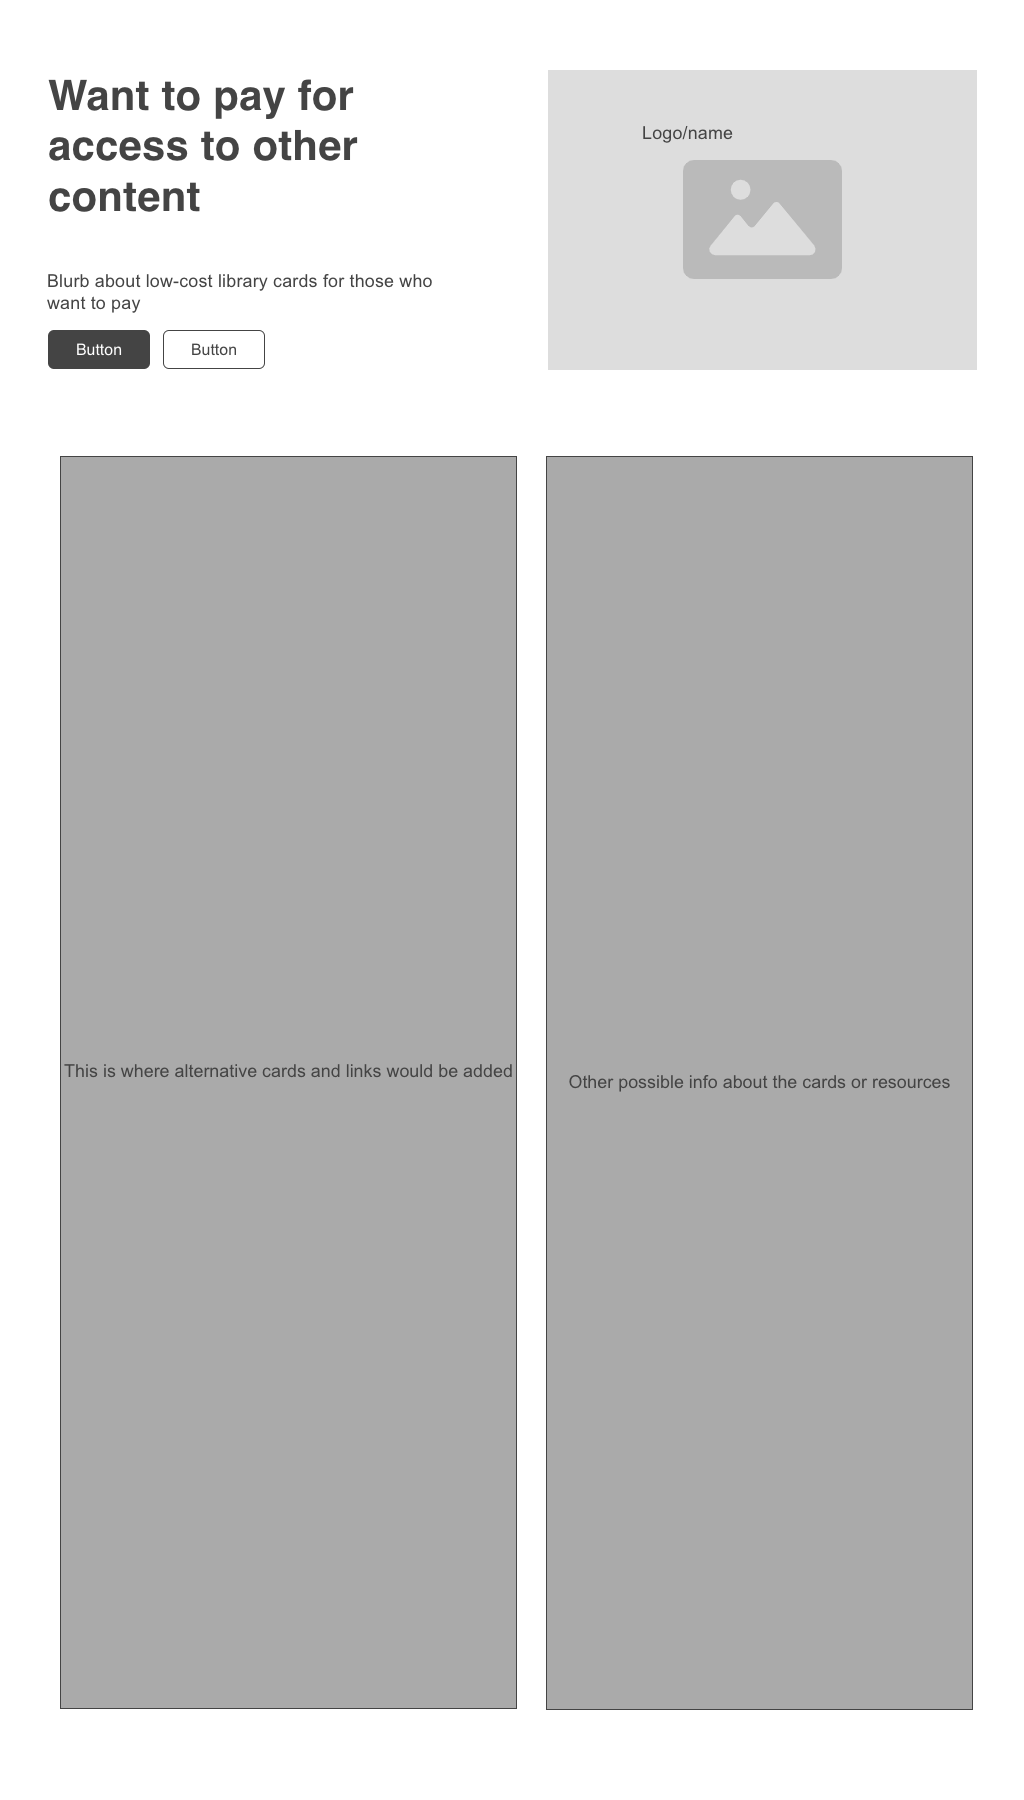 Want to pay for
access to other
content
Logo/name
Blurb about low-cost library cards for those who
want to pay
Button
Button
This is where alternative cards and links would be added
Other possible info about the cards or resources